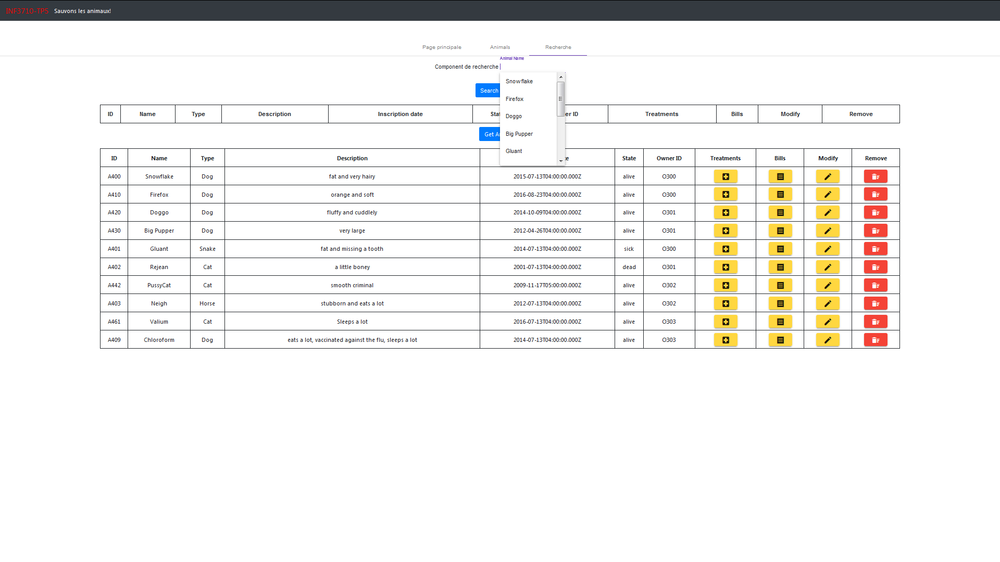 INF3710-TP5 Sauvons les animaux!
Page principale Animals Recherche
Animal Name
Component de recherche
Snowflake
Search
Firefox
ID Name Type Description Inscription date Stat er ID Treatments Bills Modify Remove
Doggo
Get A
Big Pupper
Gluant
ID Name Type Description e State Owner ID Treatments Bills Modify Remove
A400 Snowflake Dog fat and very hairy 2015-07-13T04:00:00.000Z alive O300
A410 Firefox Dog orange and soft 2016-08-23T04:00:00.000Z alive O300
A420 Doggo Dog fluffy and cuddlely 2014-10-09T04:00:00.000Z alive O301
A430 Big Pupper Dog very large 2012-04-26T04:00:00.000Z alive O301
A401 Gluant Snake fat and missing a tooth 2014-07-13T04:00:00.000Z sick O300
A402 Rejean Cat a little boney 2001-07-13T04:00:00.000Z dead O301
A442 PussyCat Cat smooth criminal 2009-11-17T05:00:00.000Z alive O302
A403 Neigh Horse stubborn and eats a lot 2012-07-13T04:00:00.000Z alive O302
A461 Valium Cat Sleeps a lot 2016-07-13T04:00:00.000Z alive O303
A409 Chloroform Dog eats a lot, vaccinated against the flu, sleeps a lot 2014-07-13T04:00:00.000Z alive O303